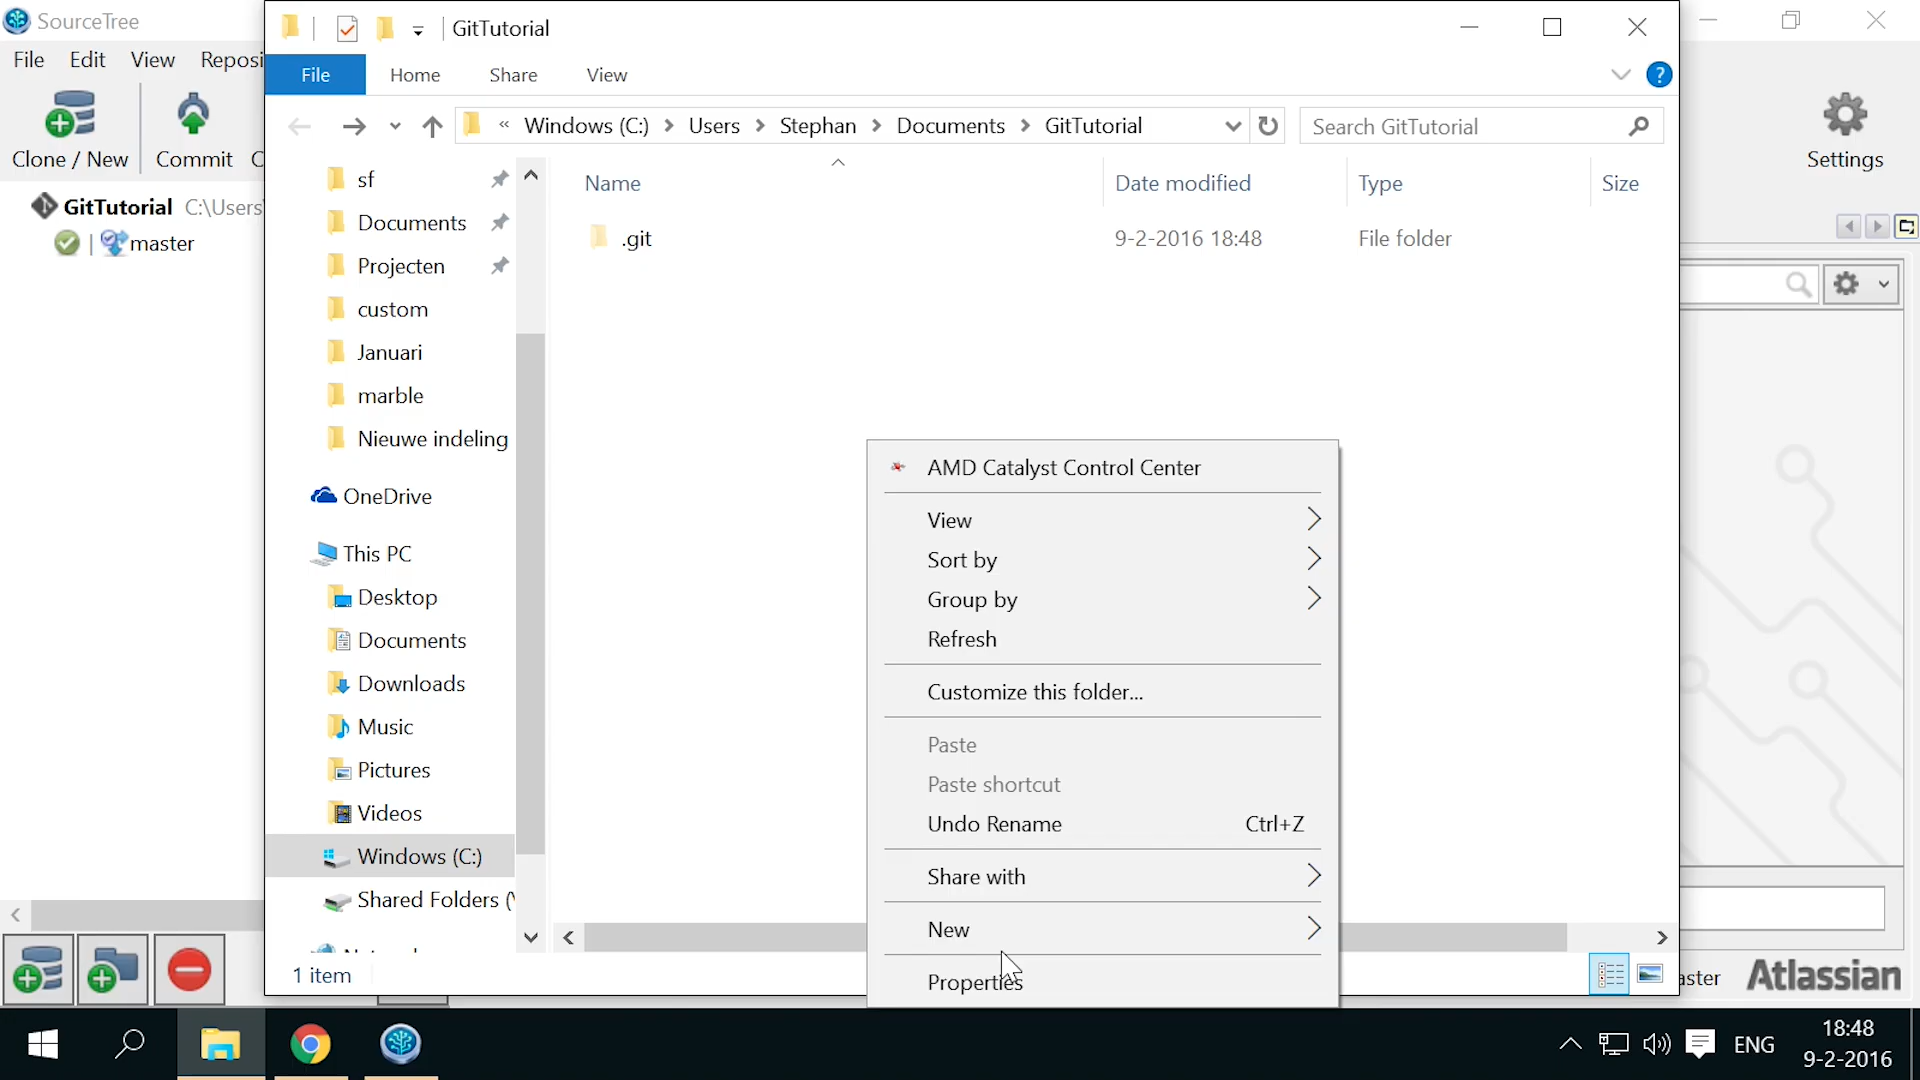 SourceTree
File Edit View Reposi
Clone / New Commit C
GitTutorial C:\Users
master
GitTutorial
File Home Share View
« Windows (C:) > Users > Stephan > Documents > GitTutorial
Search GitTutorial
Settings
sf
Documents
Projecten
custom
Januari
marble
Nieuwe indeling
OneDrive
This PC
Desktop
Documents
Downloads
Music
Pictures
Videos
Windows (C:)
Shared Folders (
1 item
Name Date modified Type Size
.git 9-2-2016 18:48 File folder
AMD Catalyst Control Center
View
Sort by
Group by
Refresh
Customize this folder...
Paste
Paste shortcut
Undo Rename Ctrl+Z
Share with
New
Properties
aster Atlassian
ENG
18:48
9-2-2016